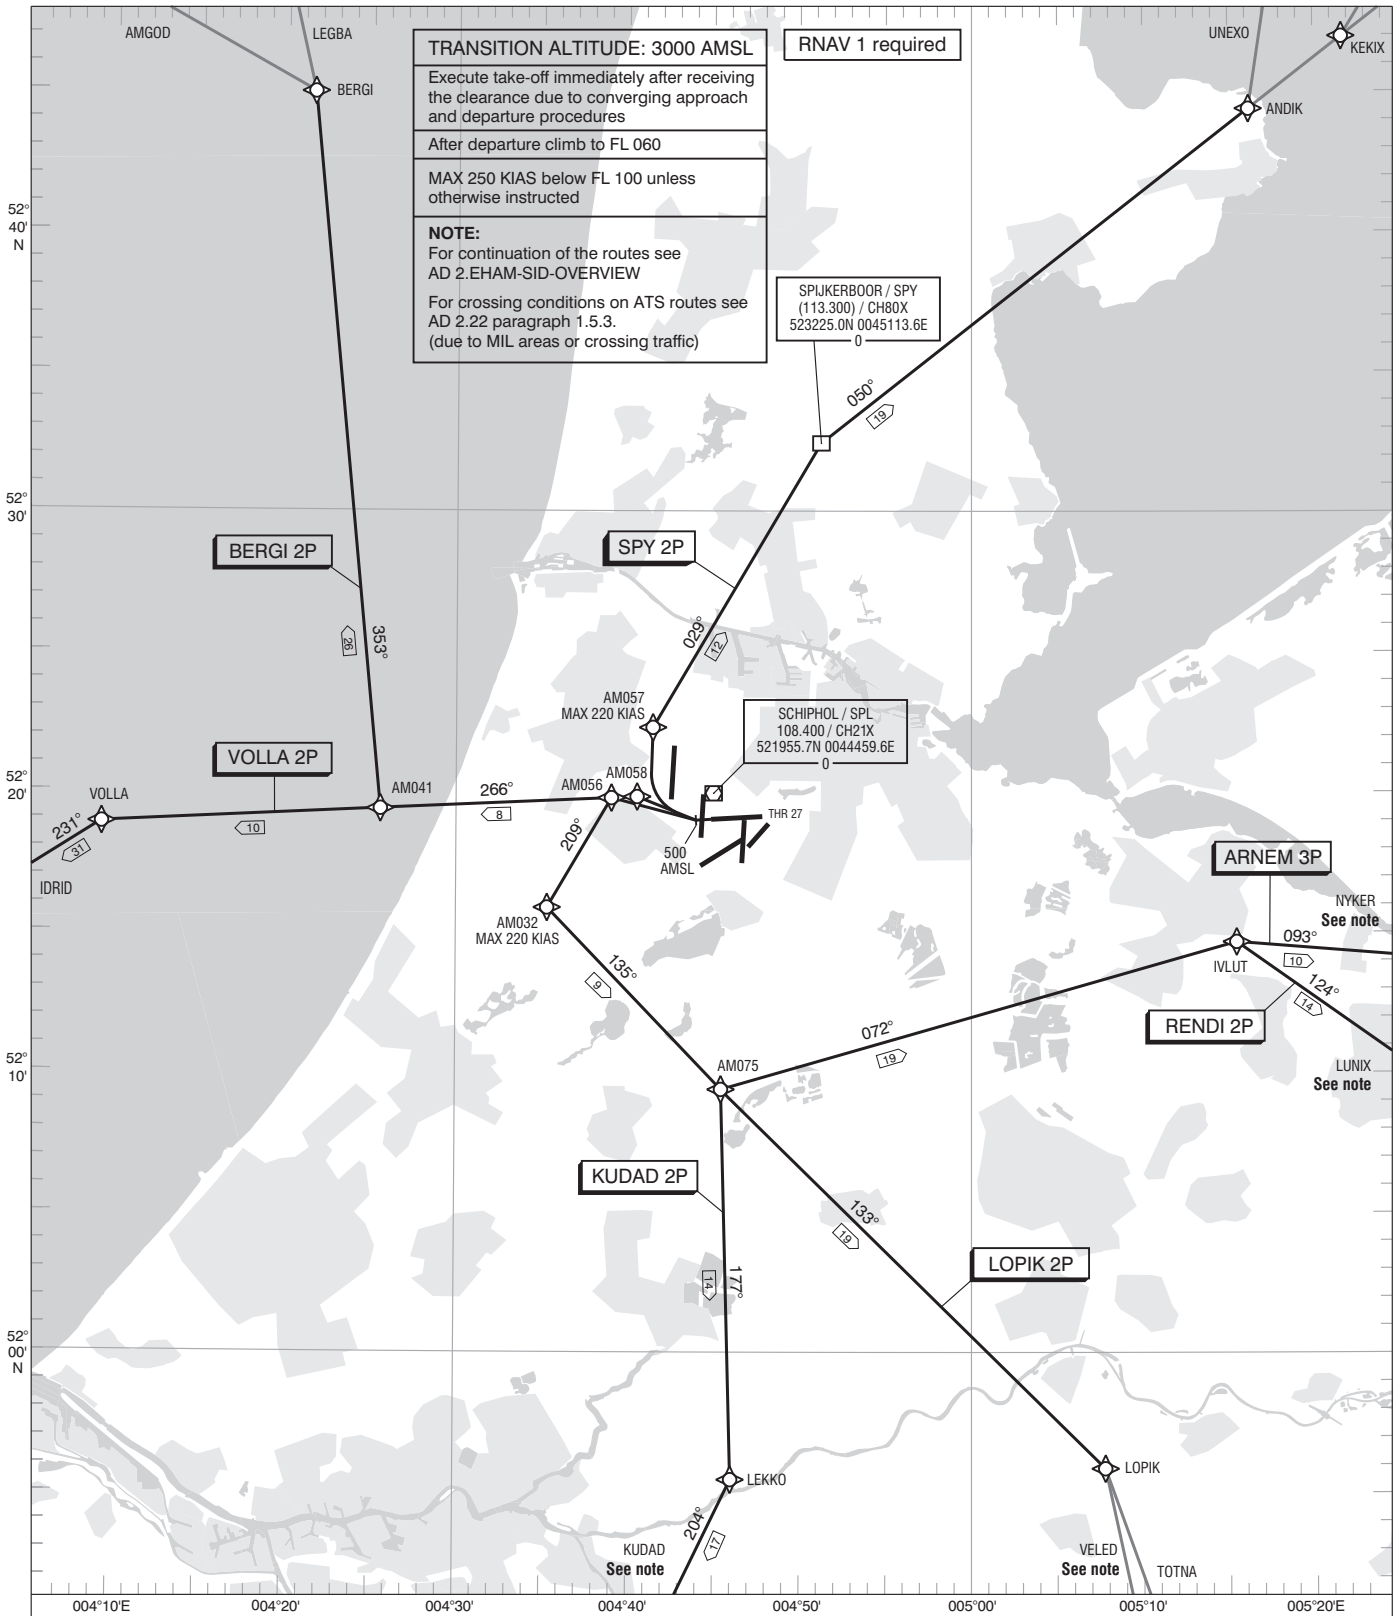 AMGOD
LEGBA
BERGI
TRANSITION ALTITUDE: 3000 AMSL
Execute take-off immediately after receiving
the clearance due to converging approach
and departure procedures
After departure climb to FL 060
MAX 250 KIAS below FL 100 unless
otherwise instructed
NOTE:
For continuation of the routes see
AD 2.EHAM-SID-OVERVIEW
For crossing conditions on ATS routes see
AD 2.22 paragraph 1.5.3.
(due to MIL areas or crossing traffic)
RNAV 1 required
UNEXO
KEKIX
ANDIK
52°
40'
N
SPIJKERBOOR / SPY
(113.300) / CH80X
523225.0N 0045113.6E
0
050°
19
52°
30'
BERGI 2P
SPY 2P
353°
26
029°
12
AM057
MAX 220 KIAS
SCHIPHOL / SPL
108.400 / CH21X
521955.7N 0044459.6E
0
VOLLA 2P
52°
20'
VOLLA
AM041
266°
8
AM056
AM058
THR 27
231°
31
10
IDRID
209°
500
AMSL
AM032
MAX 220 KIAS
ARNEM 3P
NYKER
See note
093°
10
IVLUT
124°
14
RENDI 2P
LUNIX
See note
135°
9
072°
19
52°
10'
AM075
KUDAD 2P
133°
19
LOPIK 2P
177°
14
52°
00'
N
LEKKO
LOPIK
204°
17
KUDAD
See note
VELED
See note
TOTNA
004°10'E
004°20'
004°30'
004°40'
004°50'
005°00'
005°10'
005°20'E